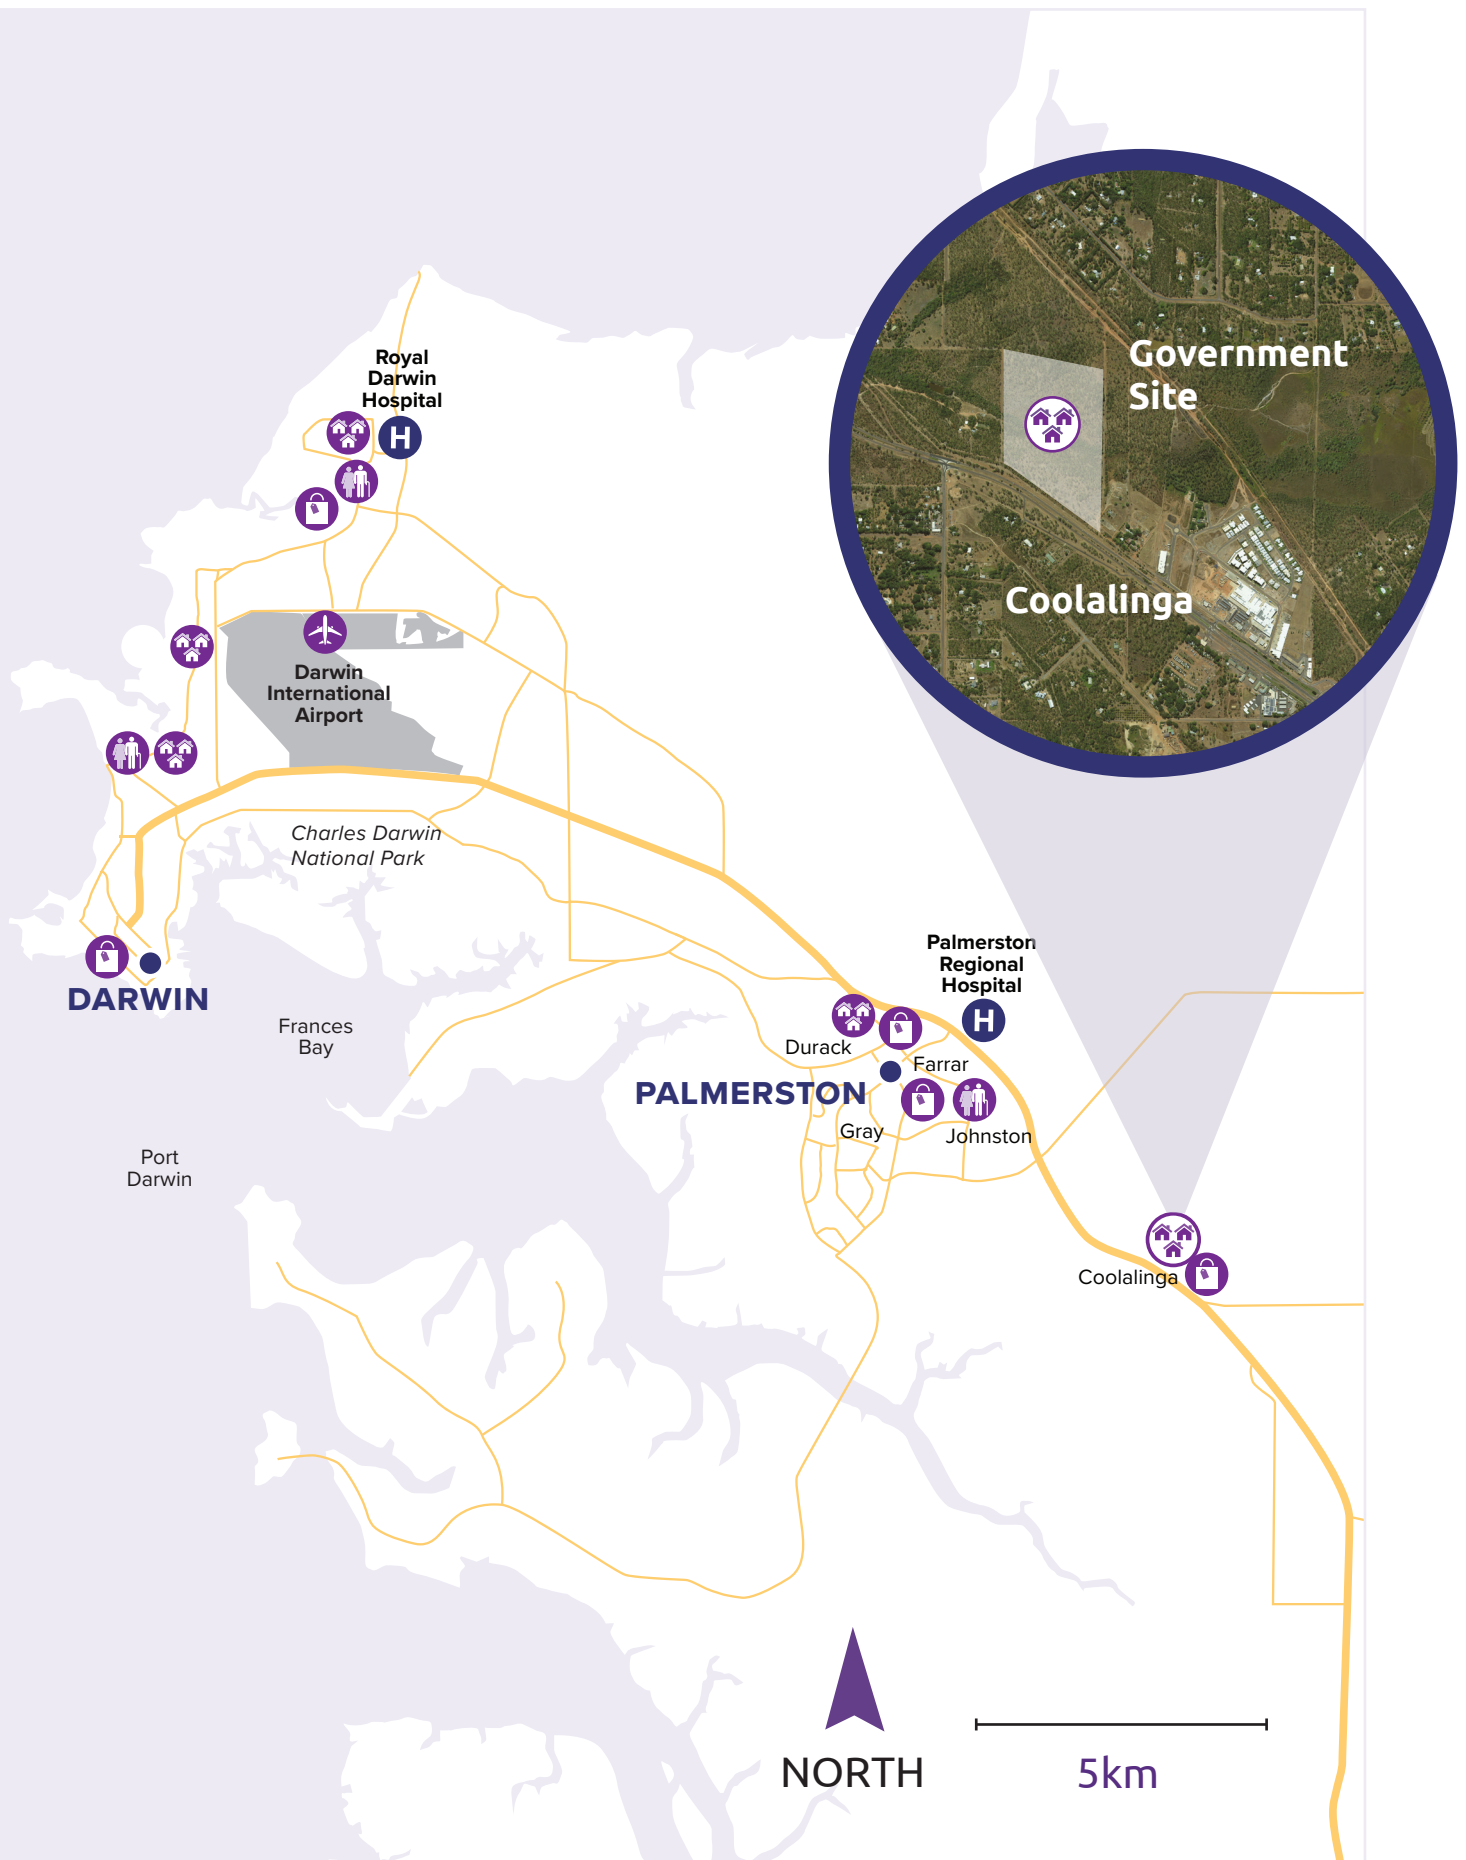 Royal
Darwin
Hospital
H
Government
Site
Coolalinga
Darwin
International
Airport
Charles Darwin
National Park
DARWIN
Frances
Bay
Port
Darwin
Palmerston
Regional
Hospital
H
Durack
Farrar
PALMERSTON
Gray
Johnston
Coolalinga
NORTH
5km